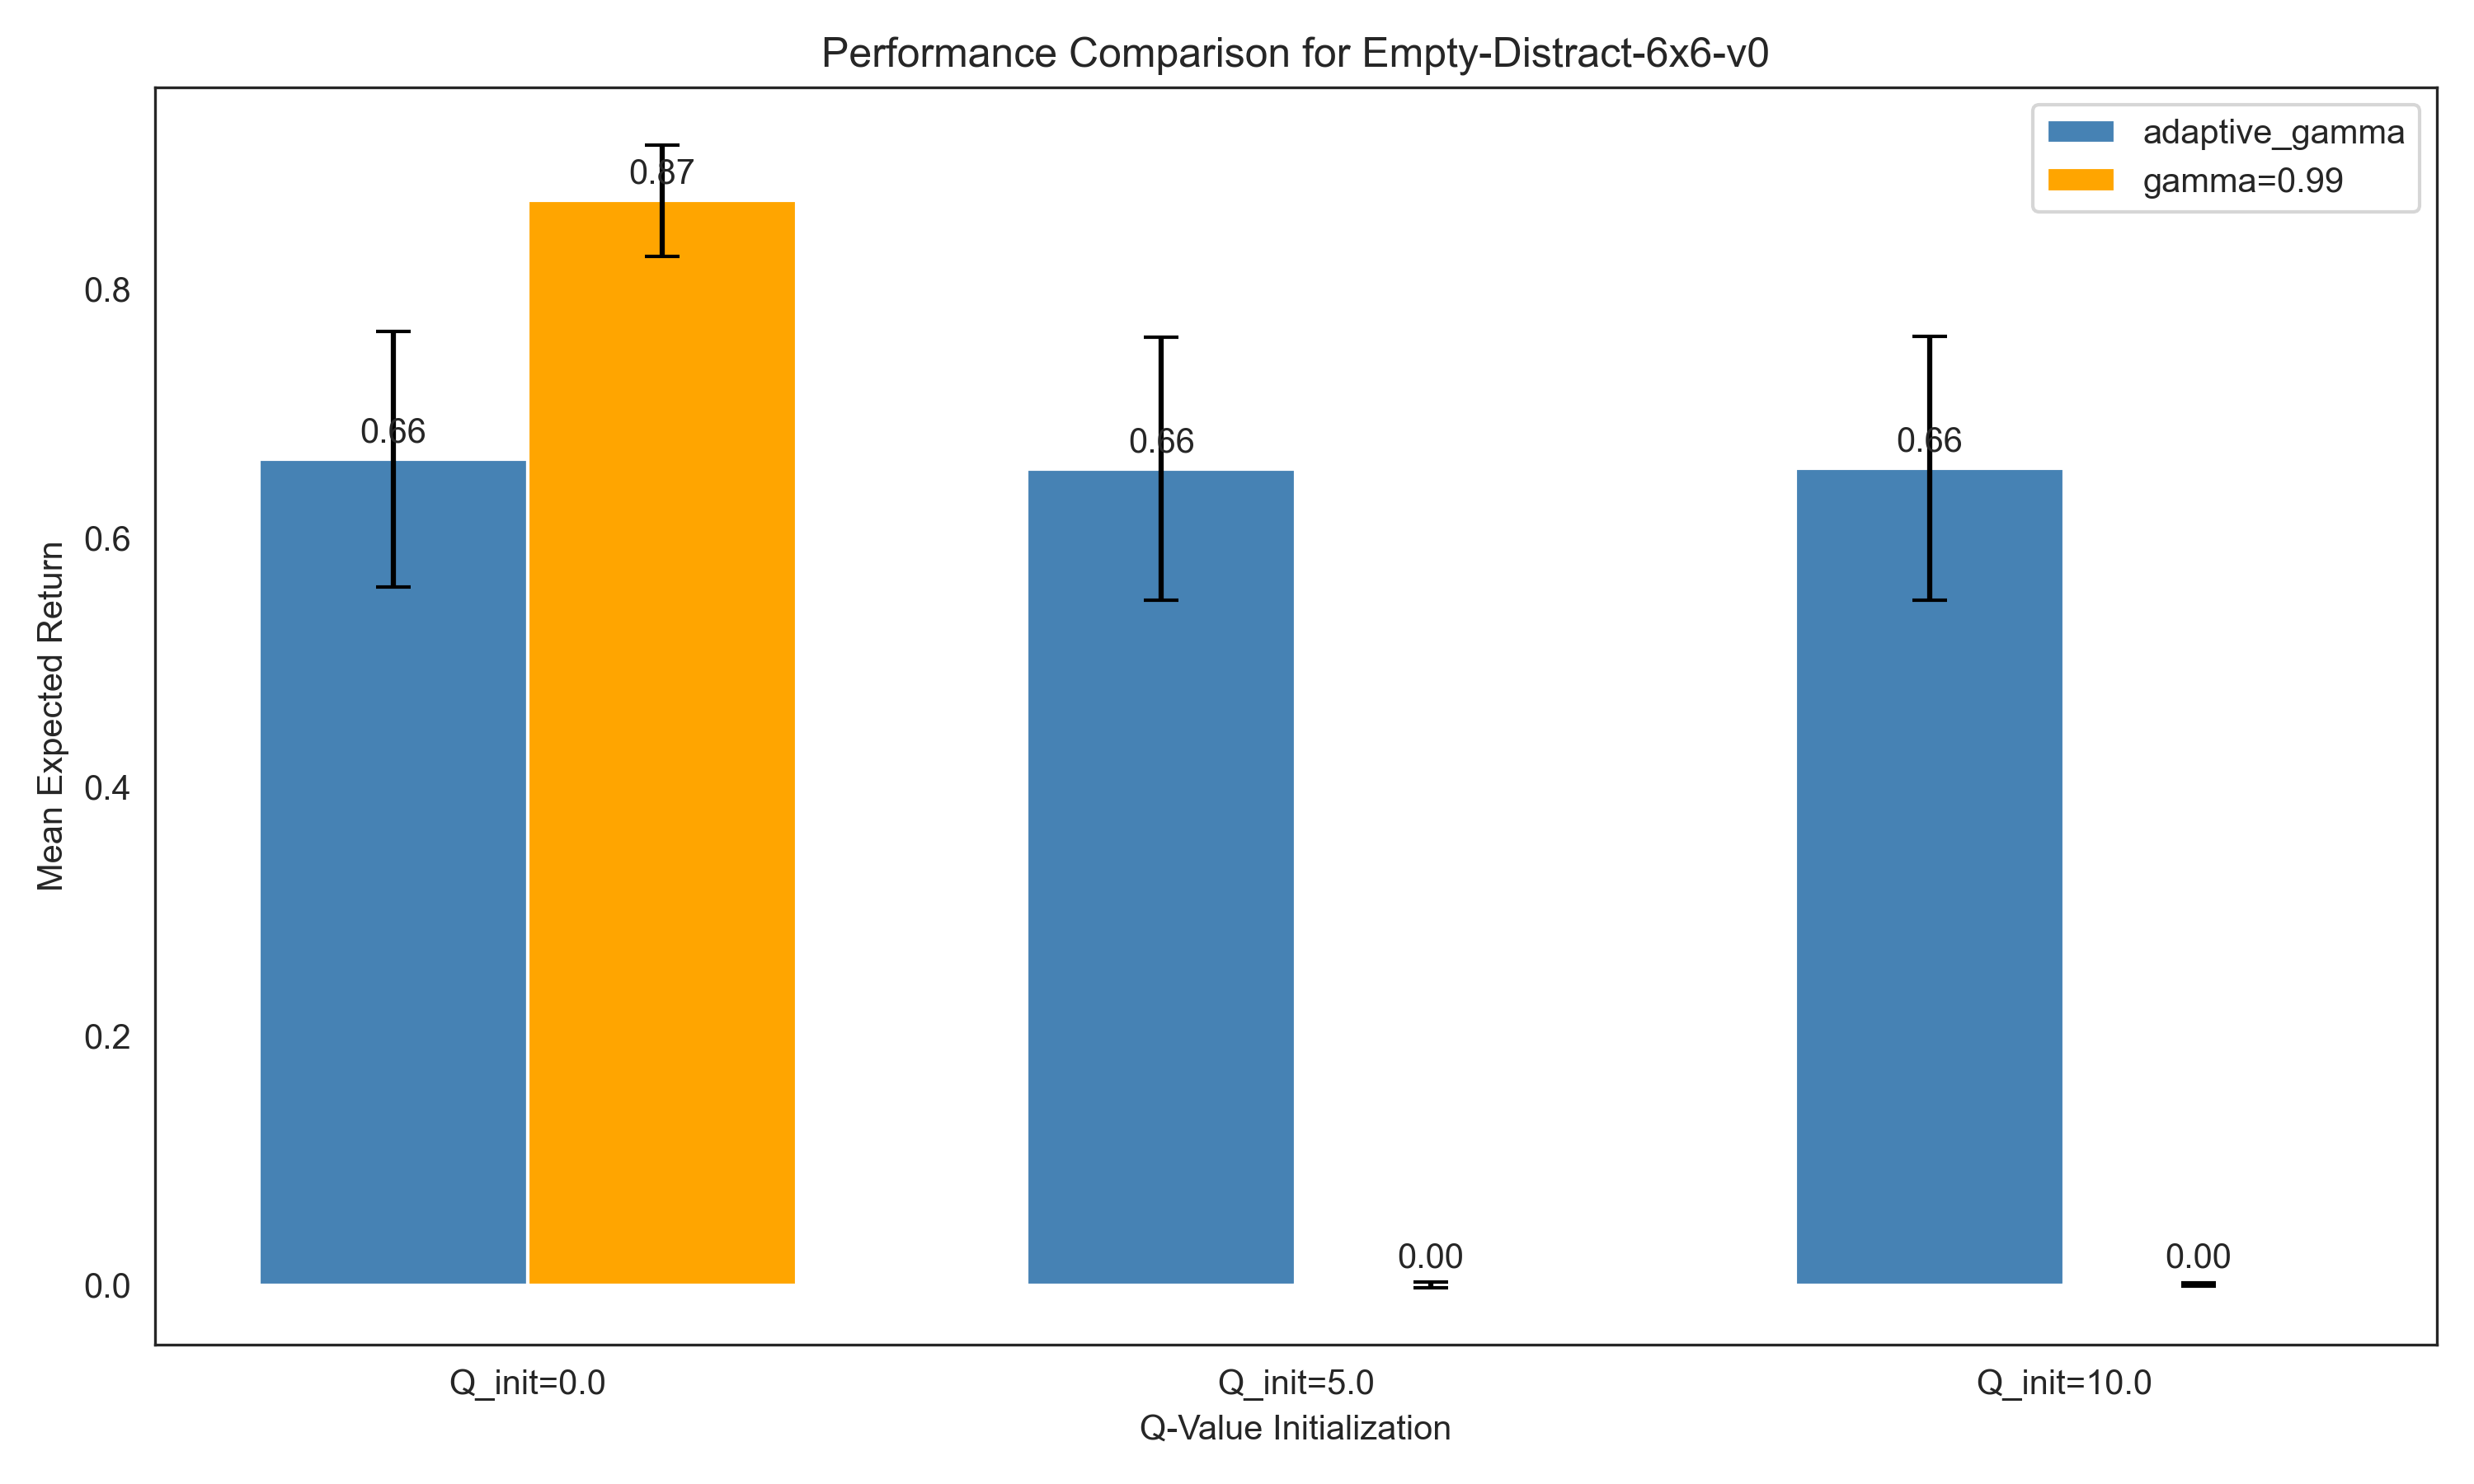 Performance Comparison for Empty-Distract-6x6-v0
adaptive_gamma
gamma=0.99
Mean Expected Return
0.8
0.6
0.4
0.2
0.0
0.66
0.87
0.66
0.00
0.66
0.00
Q_init=0.0
Q_init=5.0
Q_init=10.0
Q-Value Initialization